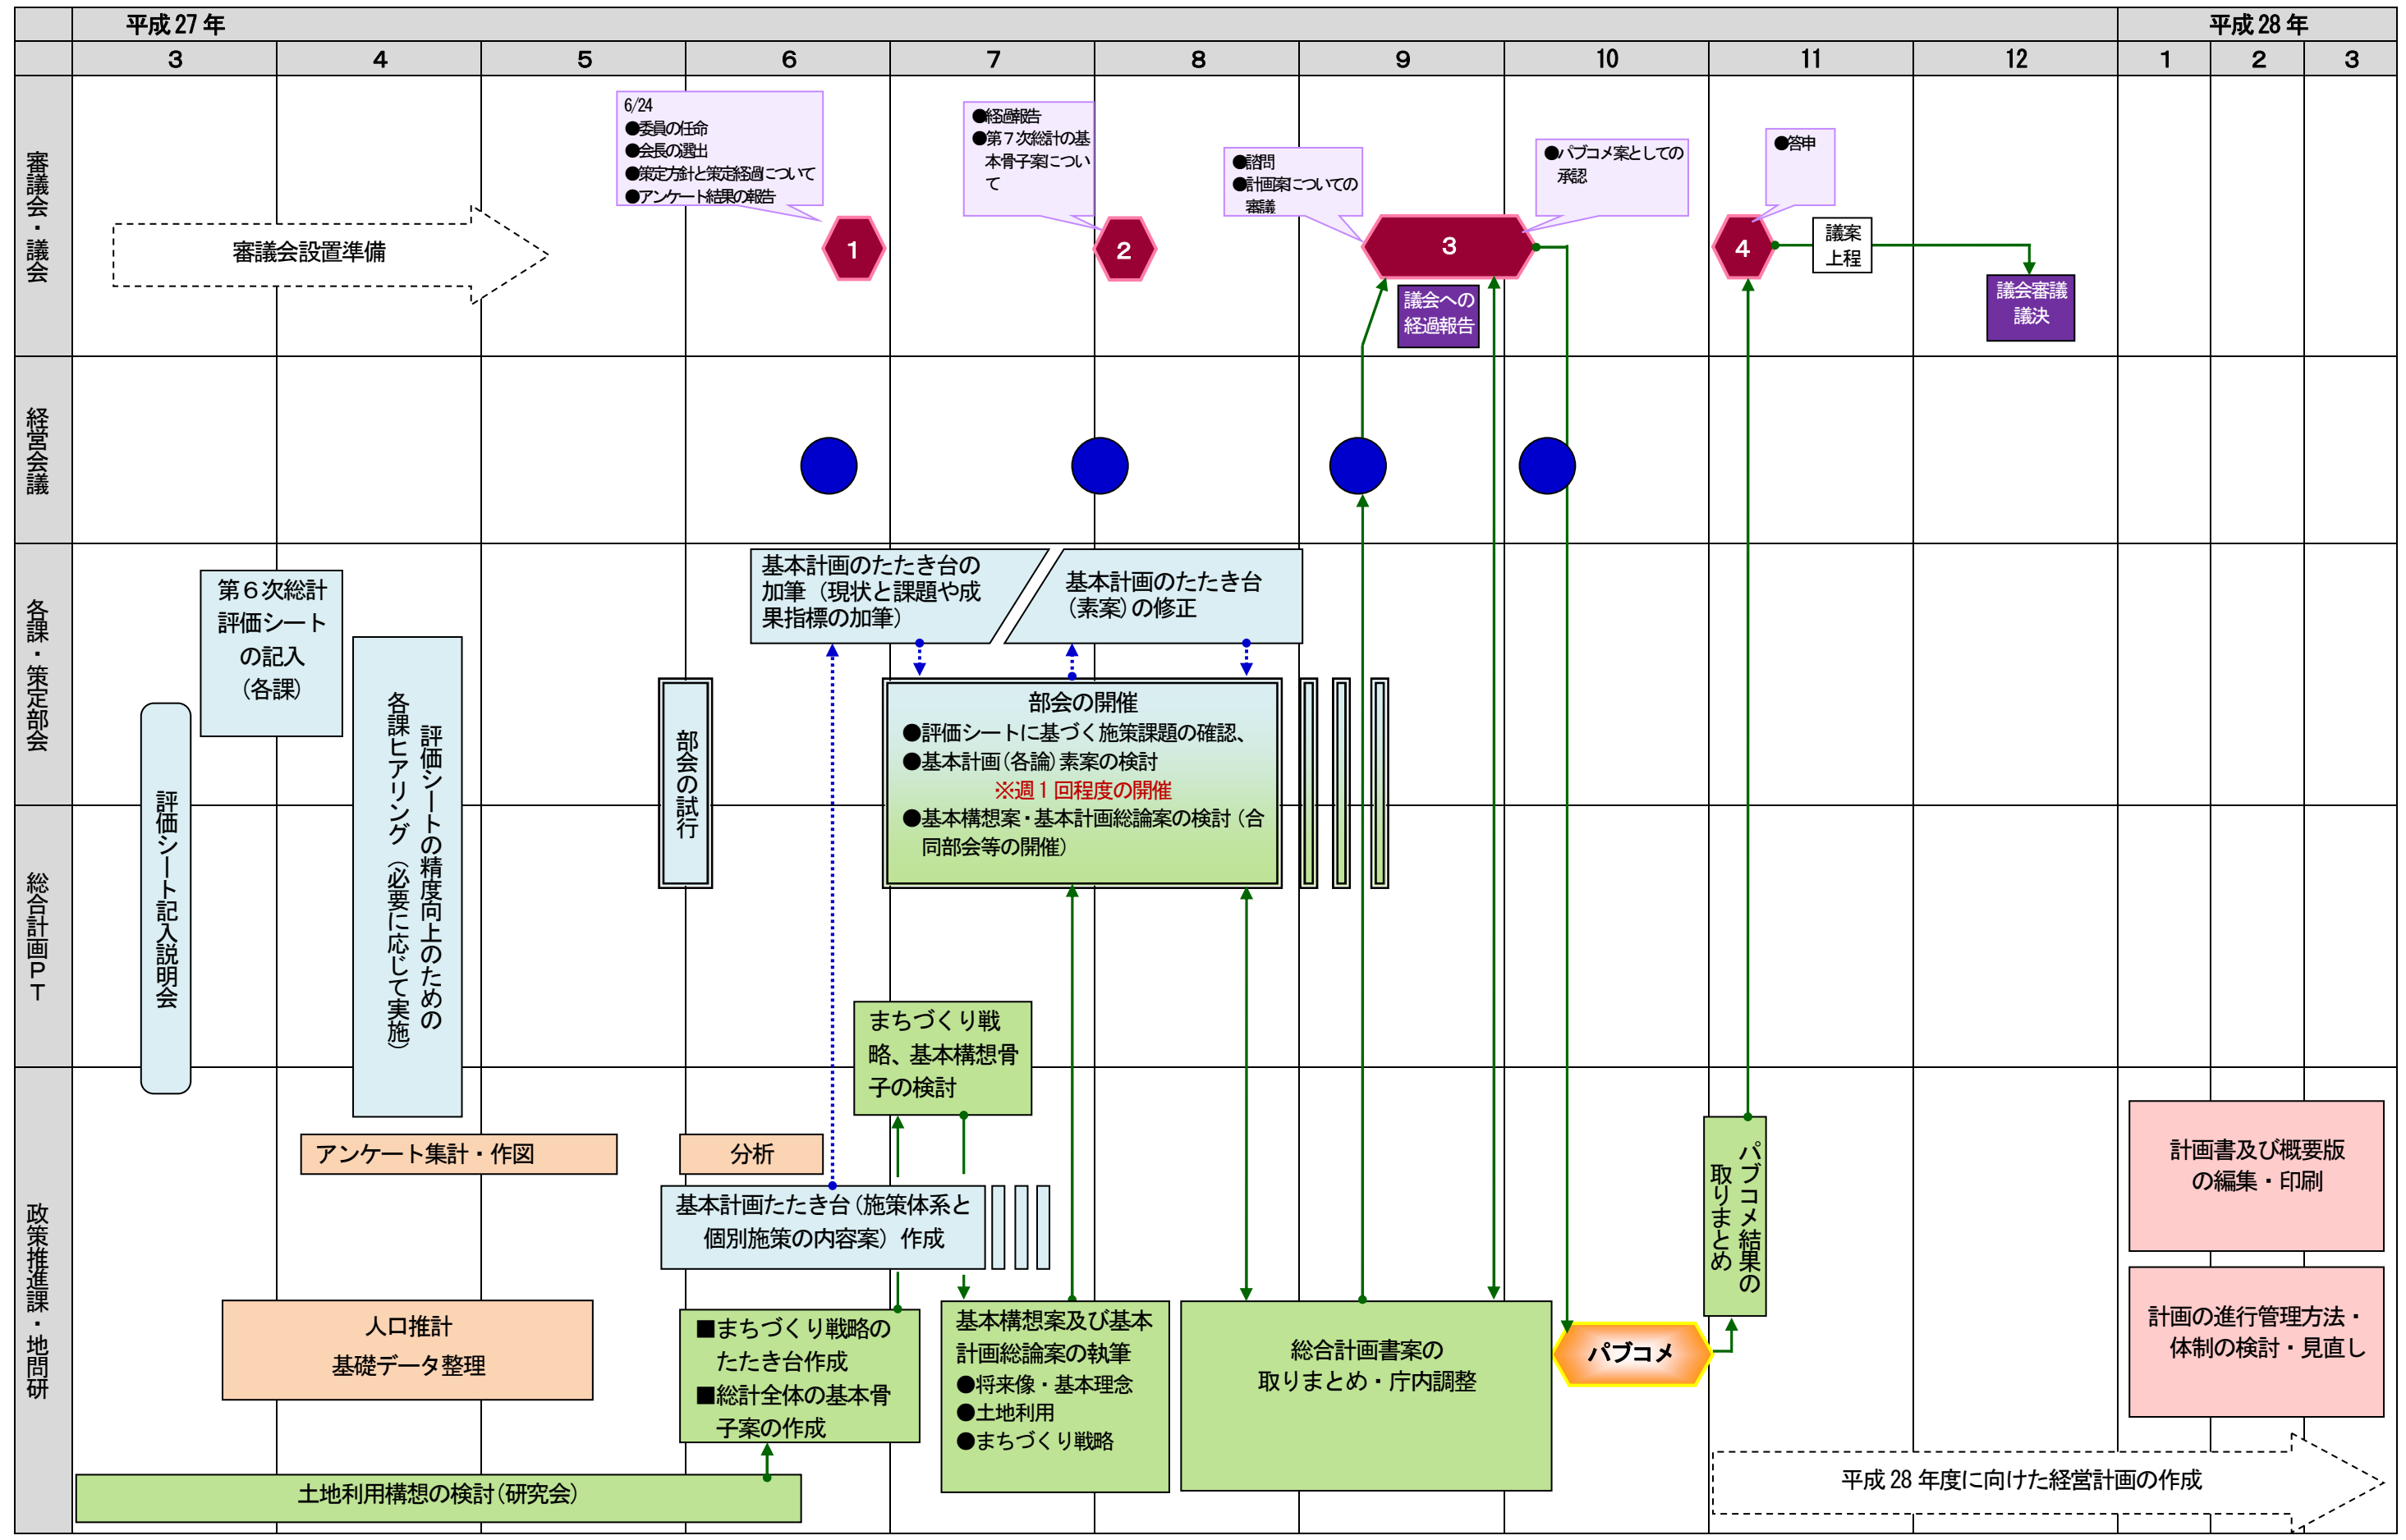 平成27年
平成28年
3
4
5
6
7
8
9
10
11
12
1
2
3
審議会・議会
6/24
●委員の任命
●会長の選出
●策定方針と策定経過について
●アンケート結果の報告
●経過報告
●第７次総計の基
本骨子案につい
て
●諮問
●計画案についての
審議
●パブコメ案としての
承認
●答申
審議会設置準備
1
2
3
4
議案
上程
議会への
経過報告
議会審議
議決
経営会議
各課・策定部会
第６次総計
評価シート
の記入
（各課）
基本計画のたたき台の
加筆（現状と課題や成
果指標の加筆）
基本計画のたたき台
（素案）の修正
評価シート記入説明会
評価シートの精度向上のための
各課ヒアリング（必要に応じて実施）
部会の試行
部会の開催
●評価シートに基づく施策課題の確認、
●基本計画（各論）素案の検討
※週１回程度の開催
●基本構想案・基本計画総論案の検討（合
同部会等の開催）
総合計画ＰＴ
まちづくり戦
略、基本構想骨
子の検討
政策推進課・地問研
アンケート集計・作図
分析
基本計画たたき台（施策体系と
個別施策の内容案）作成
パブコメ結果の
取りまとめ
計画書及び概要版
の編集・印刷
人口推計
基礎データ整理
■まちづくり戦略の
たたき台作成
■総計全体の基本骨
子案の作成
基本構想案及び基本
計画総論案の執筆
●将来像・基本理念
●土地利用
●まちづくり戦略
総合計画書案の
取りまとめ・庁内調整
パブコメ
計画の進行管理方法・
体制の検討・見直し
土地利用構想の検討（研究会）
平成28年度に向けた経営計画の作成